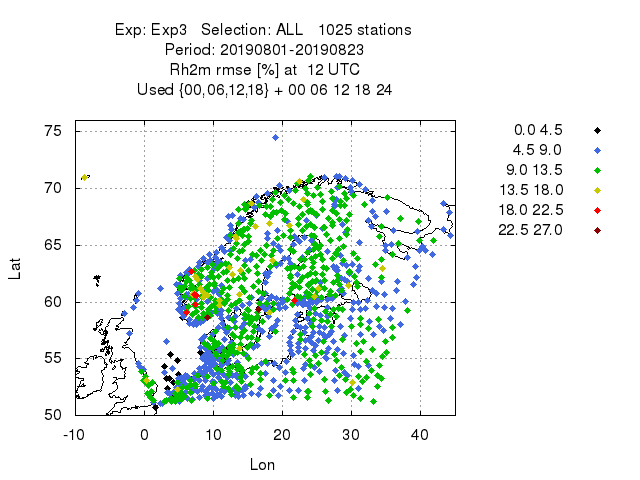 Exp: Exp3 Selection: ALL 1025 stations
Period: 20190801-20190823
Rh2m rmse [%] at 12 UTC
Used {00,06,12,18} + 00 06 12 18 24
75
70
65
60
55
50
Lat
-10 0 10 20 30 40
Lon
0.0 4.5
4.5 9.0
9.0 13.5
13.5 18.0
18.0 22.5
22.5 27.0